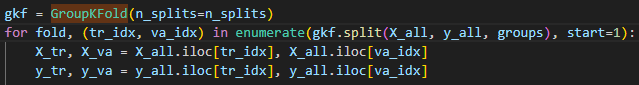 gkf = GroupKFold(n_splits=n_splits)
for fold, (tr_idx, va_idx) in enumerate(gkf.split(X_all, y_all, groups), start=1):
    X_tr, X_va = X_all.iloc[tr_idx], X_all.iloc[va_idx]
    y_tr, y_va = y_all.iloc[tr_idx], y_all.iloc[va_idx]